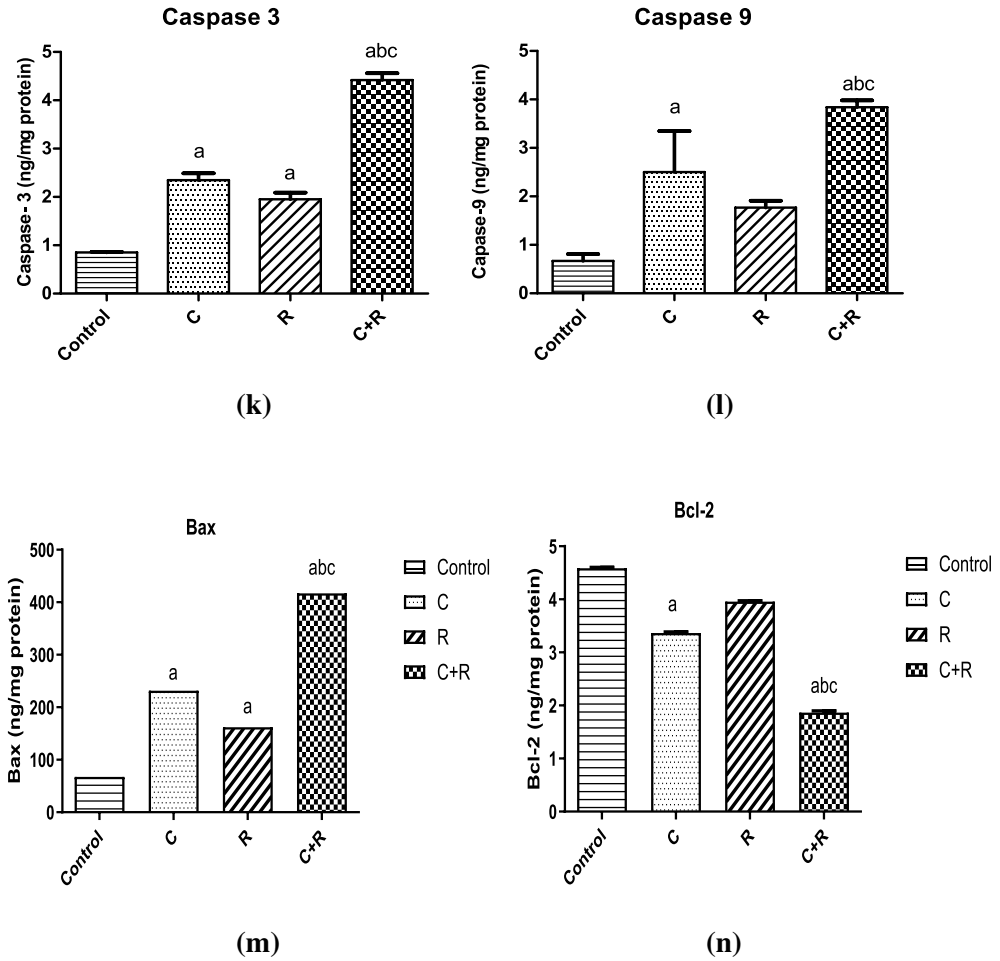 Caspase 3
Caspase- 3 (ng/mg protein)
5
4
3
2
1
0
a
a
abc
Control
C
R
C+R
(k)
Caspase 9
Capase-9 (ng/mg protein)
5
4
3
2
1
0
a
abc
Control
C
R
C+R
(l)
Bax
Bax (ng/mg protein)
500
400
300
200
100
0
a
a
abc
Control
C
R
C+R
Control
C
R
C+R
(m)
Bcl-2
Bcl-2 (ng/mg protein)
5
4
3
2
1
0
a
abc
Control
C
R
C+R
Control
C
R
C+R
(n)